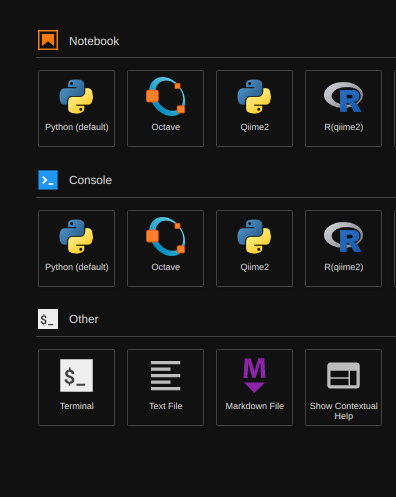 Notebook
Python (default)
Octave
Qiime2
R(qiime2)
Console
Python (default)
Octave
Qiime2
R(qiime2)
$_
Other
$_
Terminal
Text File
M
Markdown File
Show Contextual
Help